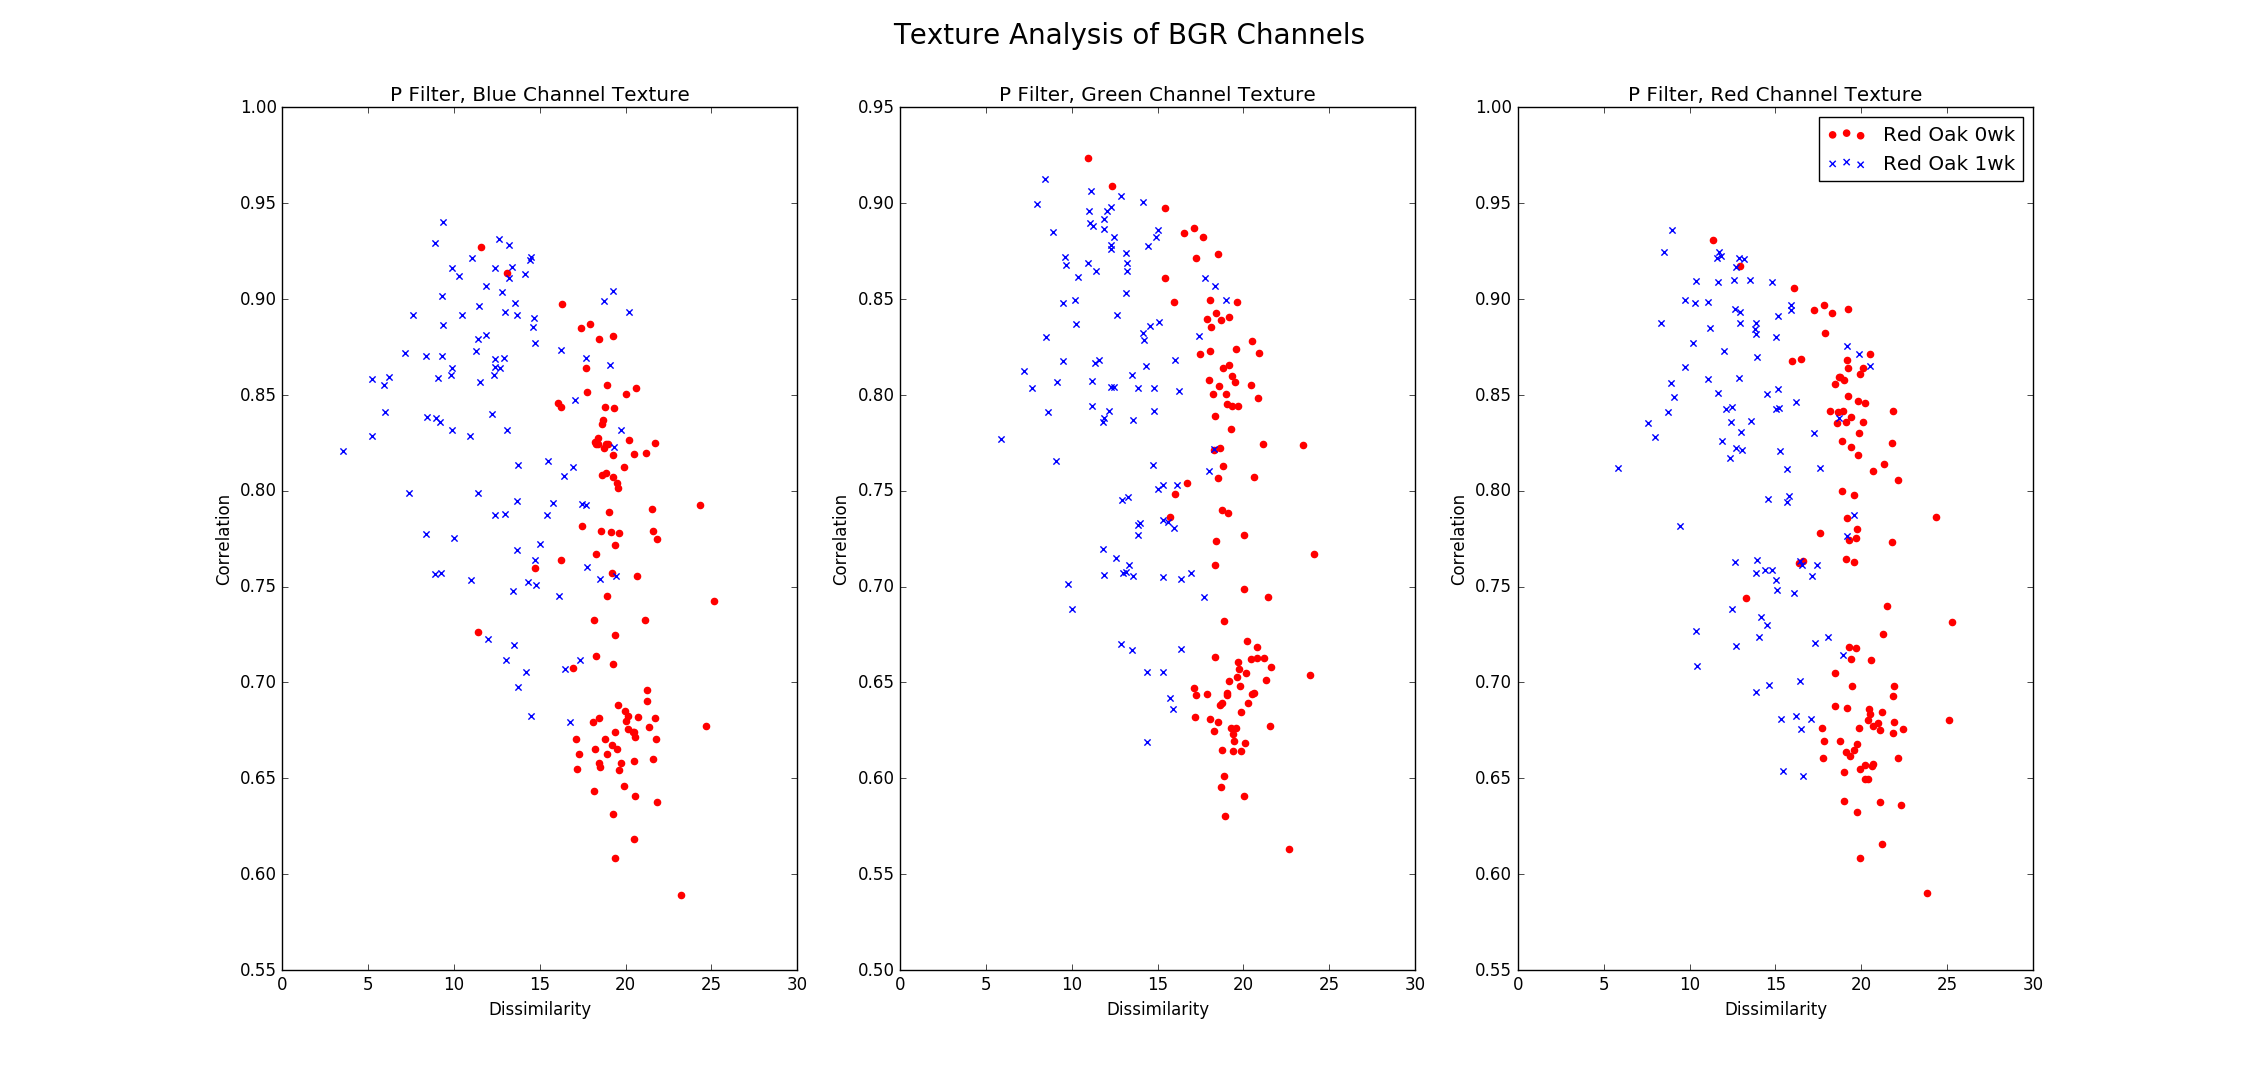 Texture Analysis of BGR Channels
P Filter, Blue Channel Texture
1.00
0.95
0.90
0.85
0.80
0.75
0.70
0.65
0.60
0.55
Correlation
0 5 10 15 20 25 30
Dissimilarity
P Filter, Green Channel Texture
0.95
0.90
0.85
0.80
0.75
0.70
0.65
0.60
0.55
0.50
Correlation
0 5 10 15 20 25 30
Dissimilarity
P Filter, Red Channel Texture
Red Oak 0wk
Red Oak 1wk
1.00
0.95
0.90
0.85
0.80
0.75
0.70
0.65
0.60
0.55
Correlation
0 5 10 15 20 25 30
Dissimilarity